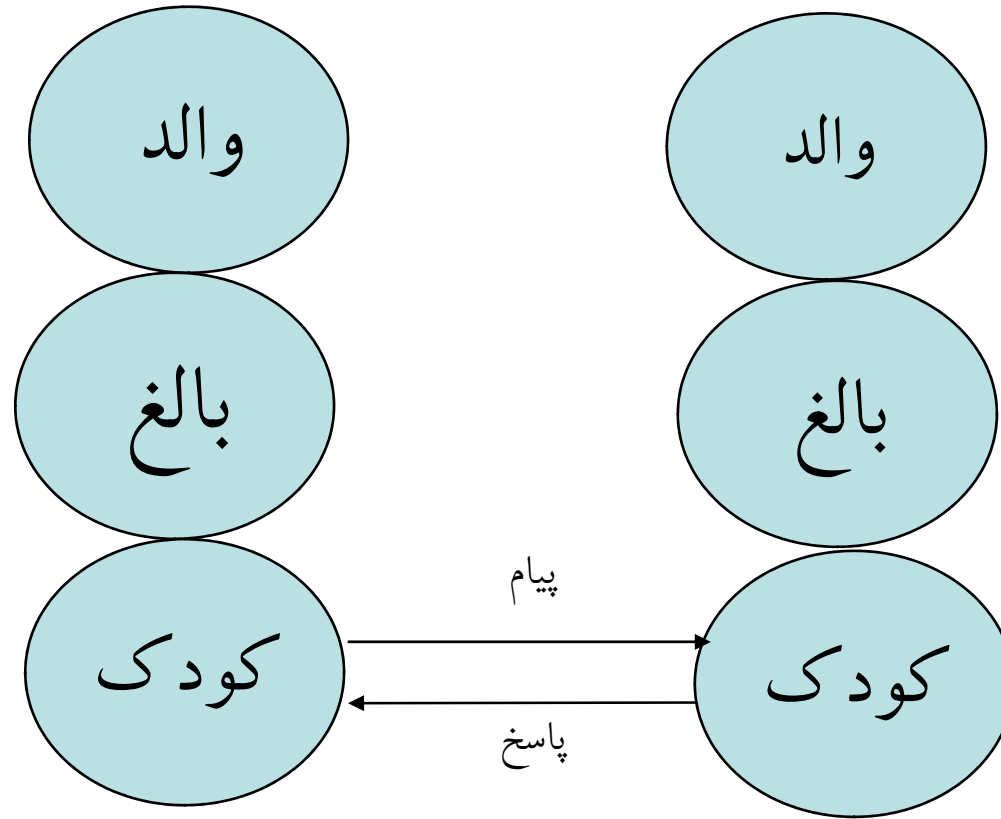 والد
والد
بالغ
بالغ
پیام
کودک
کودک
پاسخ